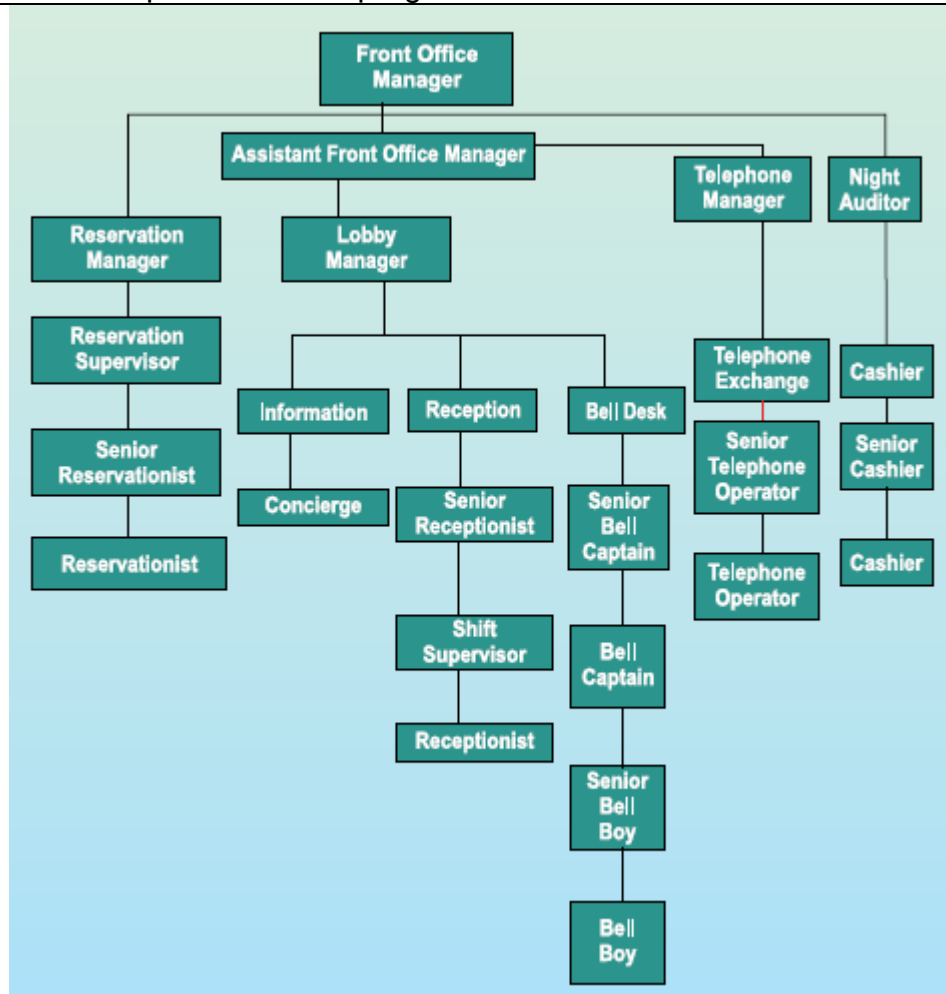 Front Office
Manager
Assistant Front Office Manager
Telephone
Manager
Night
Auditor
Reservation
Manager
Lobby
Manager
Reservation
Supervisor
Telephone
Exchange
Cashier
Information
Reception
Bell Desk
Senior
Reservationist
Senior
Telephone
Operator
Senior
Cashier
Concierge
Senior
Receptionist
Senior
Bell
Captain
Reservationist
Telephone
Operator
Cashier
Shift
Supervisor
Bell
Captain
Receptionist
Senior
Bell
Boy
Bell
Boy